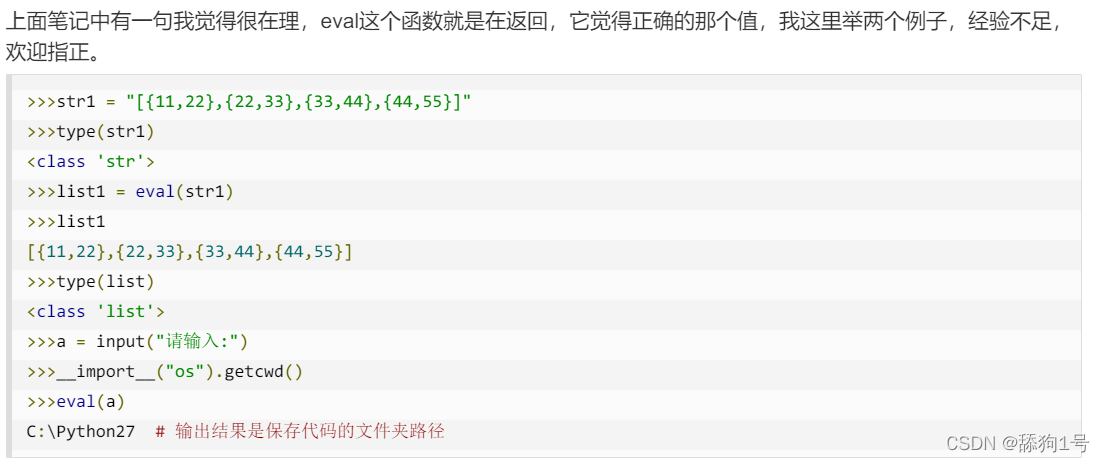 上面笔记中有一句我觉得很在理，eval这个函数就是在返回，它觉得正确的那个值，我这里举两个例子，经验不足，
欢迎指正。
>>>str1 = "[{11,22},{22,33},{33,44},{44,55}]"
>>>type(str1)
<class 'str'>
>>>list1 = eval(str1)
>>>list1
[{11,22},{22,33},{33,44},{44,55}]
>>>type(list)
<class 'list'>
>>>a = input("请输入:")
>>>__import__("os").getcwd()
>>>eval(a)
C:\Python27  # 输出结果是保存代码的文件夹路径
CSDN @舔狗1号